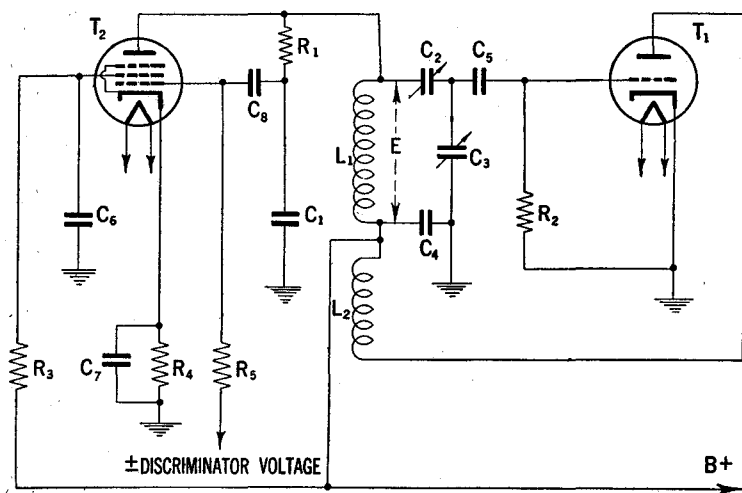 T₂
T₁
R₁
C₂
C₅
C₈
L₁
E
C₃
C₆
C₁
C₄
R₂
L₂
R₃
C₇
R₄
R₅
±DISCRIMINATOR VOLTAGE
B+